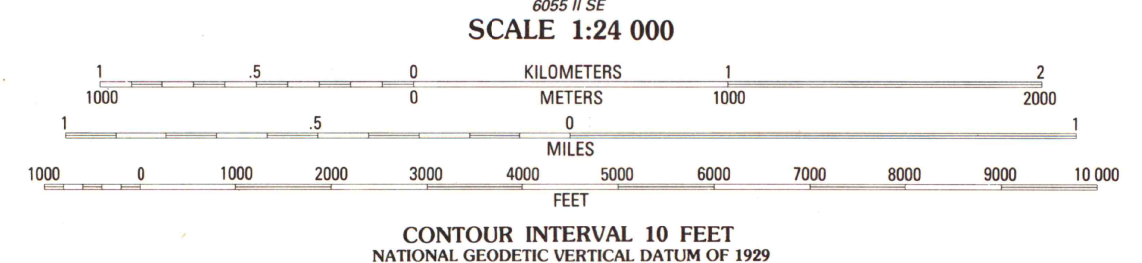 6055 II SE
SCALE 1:24 000
1 .5 0 KILOMETERS 1 2
1000 0 METERS 1000 2000
1 .5 0 1
MILES
1000 0 1000 2000 3000 4000 5000 6000 7000 8000 9000 10 000
FEET
CONTOUR INTERVAL 10 FEET
NATIONAL GEODETIC VERTICAL DATUM OF 1929